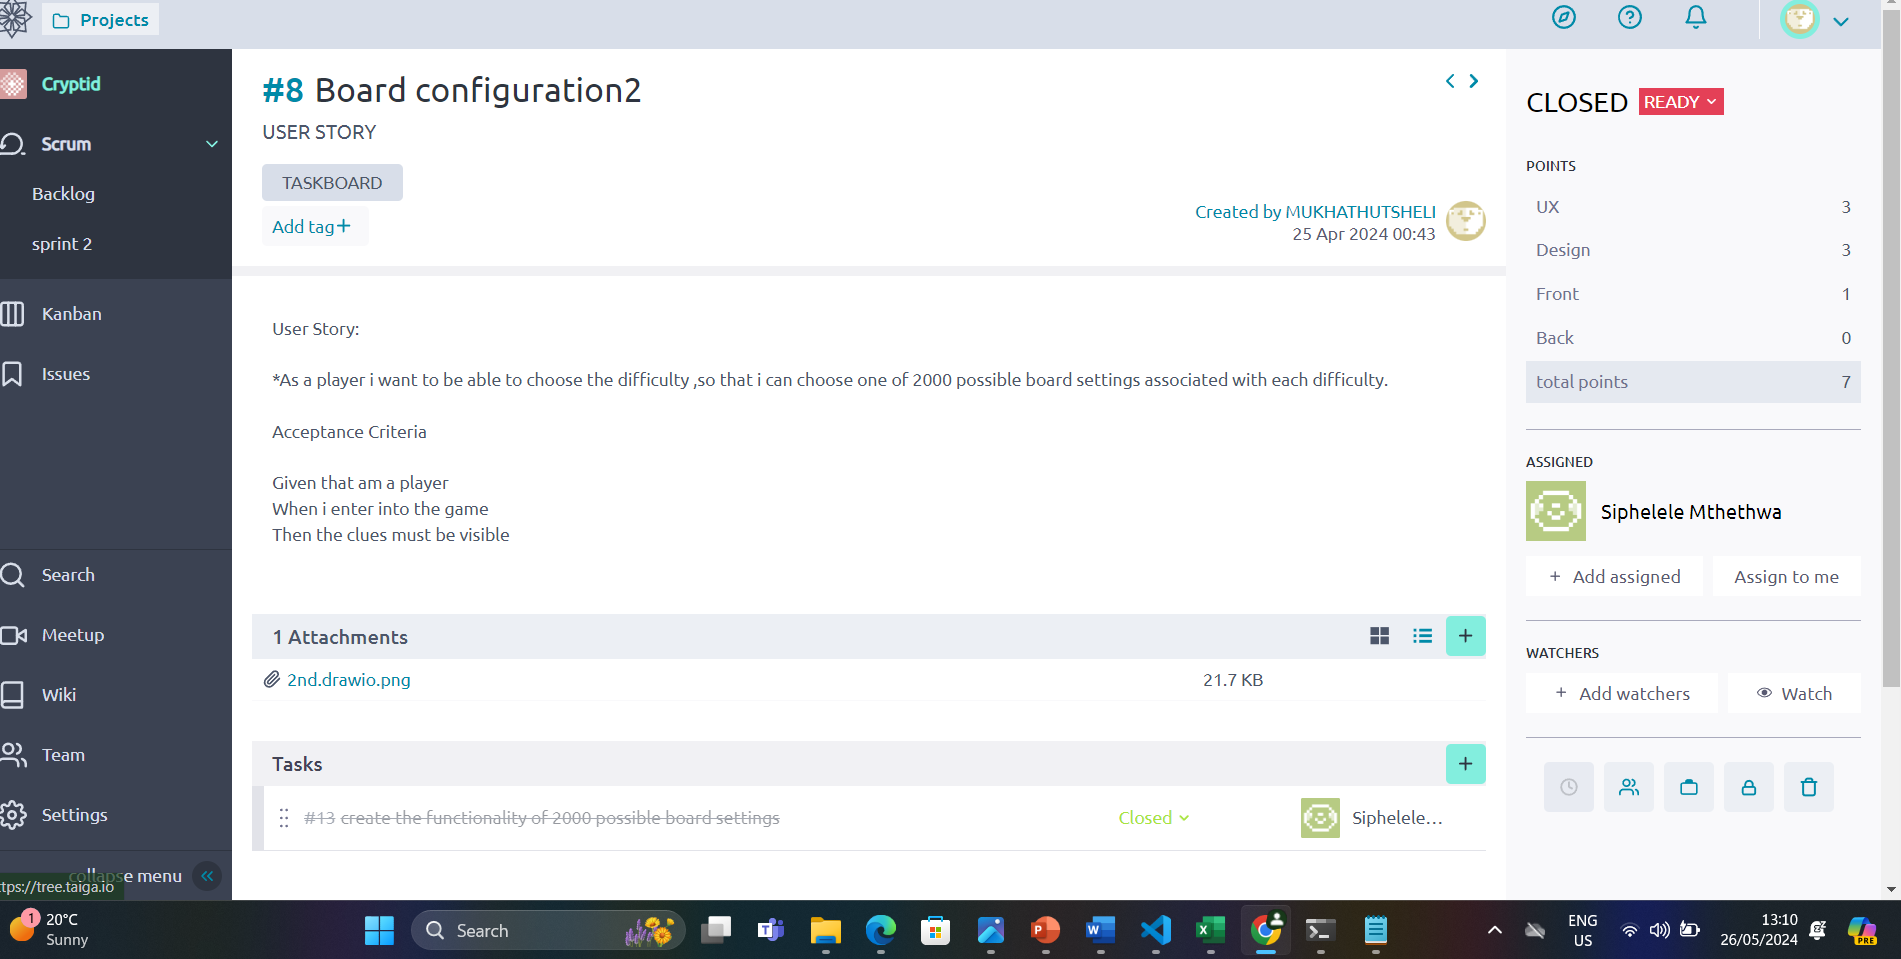 Projects
Cryptid
Scrum
Backlog
sprint 2
Kanban
Issues
Search
Meetup
Wiki
Team
Settings
collapse menu
ttps://tree.taiga.io
#8 Board configuration2
USER STORY
TASKBOARD
Add tag+
Created by MUKHATHUTSHELI
25 Apr 2024 00:43
User Story:
*As a player i want to be able to choose the difficulty ,so that i can choose one of 2000 possible board settings associated with each difficulty.
Acceptance Criteria
Given that am a player
When i enter into the game
Then the clues must be visible
1 Attachments
2nd.drawio.png 21.7 KB
Tasks
#13 create the functionality of 2000 possible board settings Closed Siphelele...
CLOSED READY
POINTS
UX 3
Design 3
Front 1
Back 0
total points 7
ASSIGNED
Siphelele Mthethwa
+ Add assigned Assign to me
WATCHERS
+ Add watchers Watch
1 20°C
Sunny
Search
ENG
US
13:10
26/05/2024
PRE